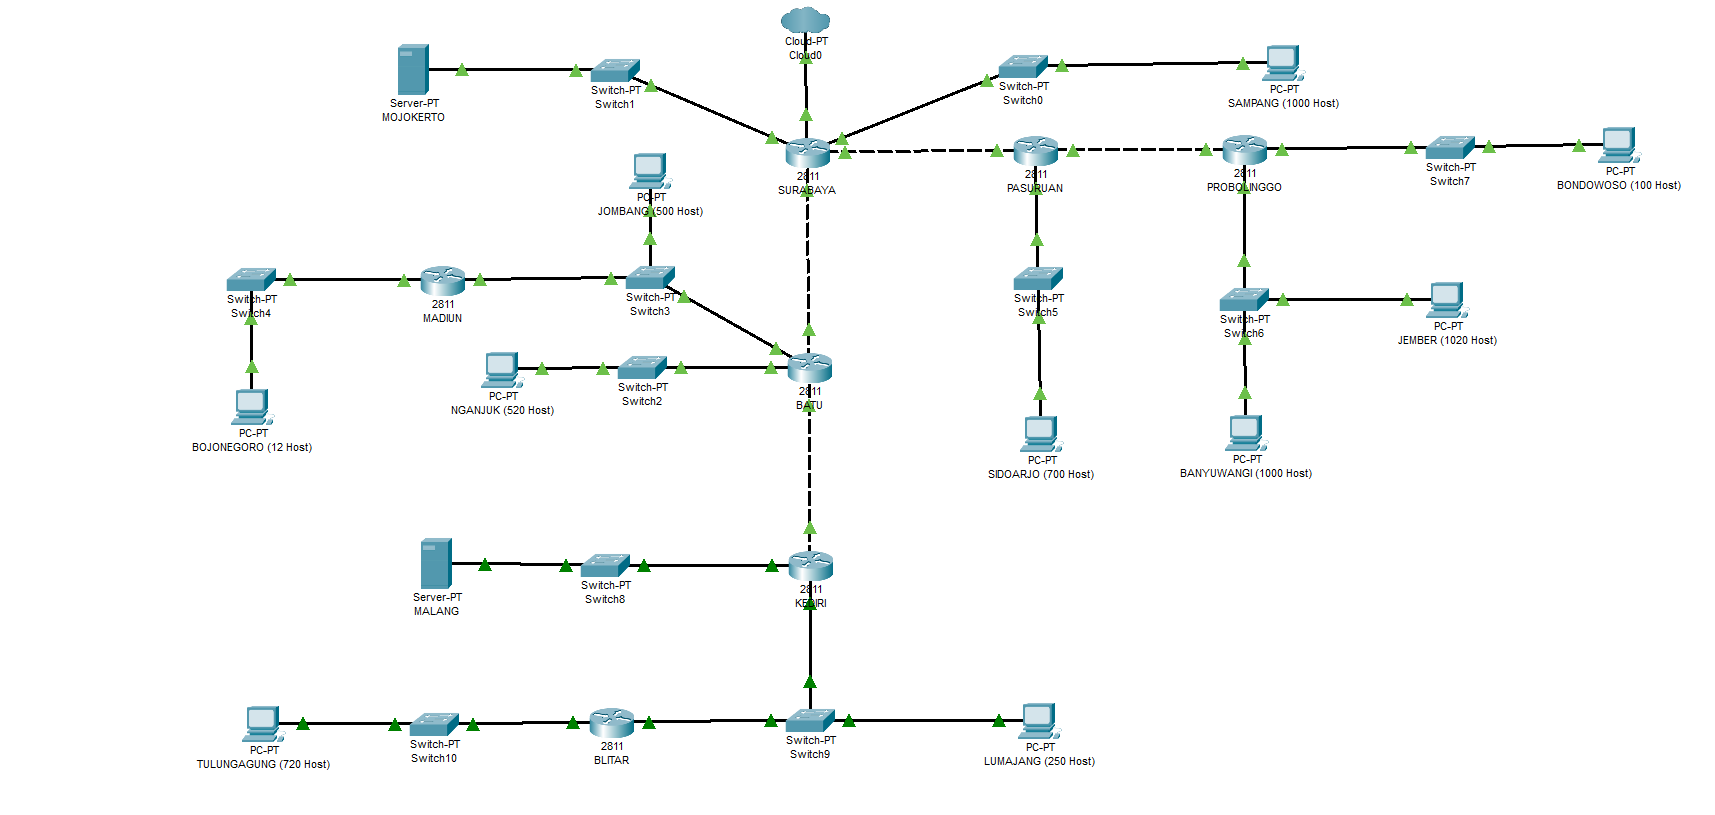 Cloud-PT
Cloud0
Server-PT
MOJOKERTO
Switch-PT
Switch1
Switch-PT
Switch0
PC-PT
SAMPANG (1000 Host)
2811
SURABAYA
2811
PASURUAN
2811
PROBOLINGGO
Switch-PT
Switch7
PC-PT
BONDOWOSO (100 Host)
PC-PT
JOMBANG (500 Host)
Switch-PT
Switch4
2811
MADIUN
Switch-PT
Switch3
Switch-PT
Switch5
Switch-PT
Switch6
PC-PT
JEMBER (1020 Host)
PC-PT
NGANJUK (520 Host)
Switch-PT
Switch2
2811
BATU
PC-PT
BOJONEGORO (12 Host)
PC-PT
SIDOARJO (700 Host)
PC-PT
BANYUWANGI (1000 Host)
Server-PT
MALANG
Switch-PT
Switch8
2811
KEDIRI
PC-PT
TULUNGAGUNG (720 Host)
Switch-PT
Switch10
2811
BLITAR
Switch-PT
Switch9
PC-PT
LUMAJANG (250 Host)